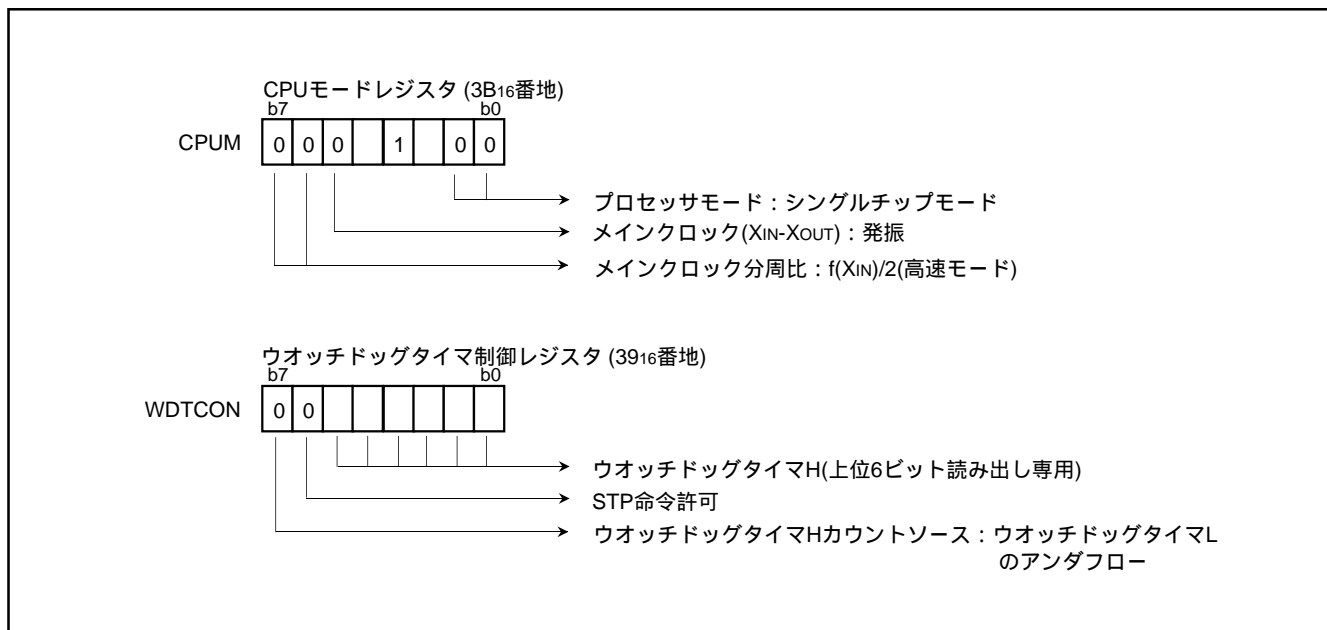 CPUモードレジスタ (3B16番地)
b7 b0
CPUM 0 0 0 1 0 0
プロセッサモード：シングルチップモード
メインクロック(XIN-XOUT)：発振
メインクロック分周比：f(XIN)/2(高速モード)
ウオッチドッグタイマ制御レジスタ (3916番地)
b7 b0
WDTCON 0 0
ウオッチドッグタイマH(上位6ビット読み出し専用)
STP命令許可
ウオッチドッグタイマHカウントソース：ウオッチドッグタイマL
のアンダフロー